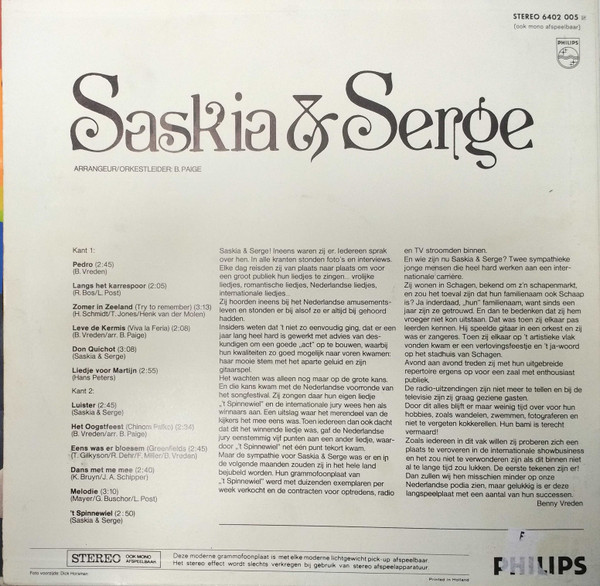 STEREO 6402 005
(ook mono afspeelbaar)
PHILIPS
Saskia & Serge
ARRANGEUR/ORKESTLEIDER: B. PAIGE
Kant 1:
Pedro (2:45)
(B. Vreden)
Langs het karrespoor (2:05)
(R. Bos/L. Post)
Zomer in Zeeland (Try to remember) (3:13)
(H. Schmidt/T. Jones/Henk van der Molen)
Leve de Kermis (Viva la Feria) (2:08)
(B. Vreden/arr. B. Paige)
Don Quichot (3:08)
(Saskia & Serge)
Liedje voor Martijn (2:55)
(Hans Peters)
Kant 2:
Luister (2:45)
(Saskia & Serge)
Het Oogstfeest (Chinom Palko) (2:34)
(B. Vreden/arr. B. Paige)
Eens was er bloesem (Greenfields) (2:45)
(T. Gilkyson/R. Dehr/F. Miller/B. Vreden)
Dans met me mee (2:40)
(K. Bruyn/J. A. Schipper)
Melodie (3:10)
(Mayer/G. Buschor/L. Post)
't Spinnewiel (2:50)
(Saskia & Serge)
Saskia & Serge! Ineens waren zij er. Iedereen sprak
over hen. In alle kranten stonden foto's en interviews.
Elke dag reisden zij van plaats naar plaats om voor
een groot publiek hun liedjes te zingen... vrolijke
liedjes, romantische liedjes, Nederlandse liedjes,
internationale liedjes...
Zij hoorden ineens bij het Nederlandse amusements-
leven en stonden er bij alsof ze er altijd bij gehoord
hadden.
Insiders weten dat 't niet zo eenvoudig ging, dat er een
jaar lang heel hard is gewerkt met advies van des-
kundigen om een goede „act” op te bouwen, waarbij
hun kwaliteiten zo goed mogelijk naar voren kwamen:
haar mooie stem met het aparte geluid en zijn
gitaarspel.
Het wachten was alleen nog maar op de grote kans.
En die kans kwam met de Nederlandse voorronde van
het songfestival. Zij zongen daar hun eigen liedje
„'t Spinnewiel” en de internationale jury wees hen als
winnaars aan. Een uitslag waar het merendeel van de
kijkers het mee eens was. Toen iedereen dan ook dacht
dat dit het winnende liedje was, gaf de Nederlandse
jury eenstemmig vijf punten aan een ander liedje, waar-
door „'t Spinnewiel” net één punt tekort kwam.
Maar de sympathie voor Saskia & Serge was er en in
de volgende maanden zouden zij in het hele land
bejubeld worden. Hun grammofoonplaat van
„'t Spinnewiel” werd met duizenden exemplaren per
week verkocht en de contracten voor optredens, radio
en TV stroomden binnen.
En wie zijn nu Saskia & Serge? Twee sympathieke
jonge mensen die heel hard werken aan een inter-
nationale carrière.
Zij wonen in Schagen, bekend om z'n schapenmarkt,
en zou het toeval zijn dat hun familienaam ook Schaap
is? Ja inderdaad, „hun” familienaam, want sinds een
jaar zijn ze getrouwd. En dan te bedenken dat zij hem
vroeger niet kon uitstaan. Dat was toen zij elkaar pas
leerden kennen. Hij speelde gitaar in een orkest en zij
was er zangeres. Toen zij elkaar op 't artistieke vlak
vonden kwam er een verlovingsfeestje en 't ja-woord
op het stadhuis van Schagen.
Avond aan avond treden zij met hun uitgebreide
repertoire ergens op voor een zaal met enthousiast
publiek.
De radio-uitzendingen zijn niet meer te tellen en bij de
televisie zijn zij graag geziene gasten.
Door dit alles blijft er maar weinig tijd over voor hun
hobbies, zoals wandelen, zwemmen, fotograferen en
niet te vergeten kokkerellen. Hun bami is terecht
vermaard!
Zoals iedereen in dit vak willen zij proberen zich een
plaats te veroveren in de internationale showbusiness
en het zou niet te verwonderen zijn als dit binnen niet
al te lange tijd zou lukken. De eerste tekenen zijn er!
Dan zullen wij hen misschien minder op onze
Nederlandse podia zien, maar gelukkig is er deze
langspeelplaat met een aantal van hun successen.
Benny Vreden
F
STEREO OOK MONO AFSPEELBAAR
Deze moderne grammofoonplaat is met elke moderne lichtgewicht pick-up afspeelbaar.
Het stereo effect wordt slechts verkregen bij gebruik van stereo afspeelapparatuur.
PHILIPS
Foto voorzijde: Dick Horsman
Printed in Holland